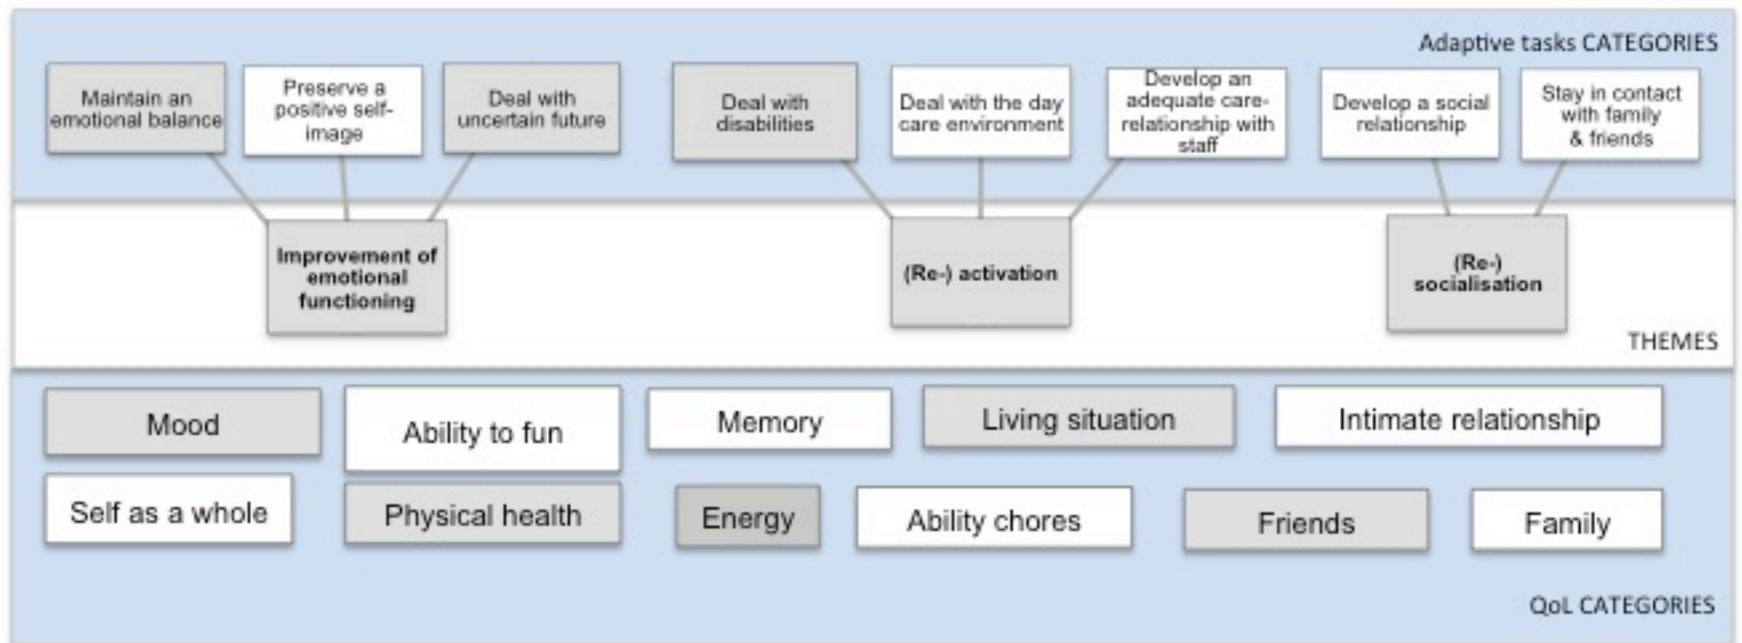 Adaptive tasks CATEGORIES
Maintain an
emotional balance
Preserve a
positive self-
image
Deal with
uncertain future
Deal with
disabilities
Deal with the day
care environment
Develop an
adequate care-
relationship with
staff
Develop a social
relationship
Stay in contact
with family
& friends
Improvement of
emotional
functioning
(Re-) activation
(Re-)
socialisation
THEMES
Mood
Ability to fun
Memory
Living situation
Intimate relationship
Self as a whole
Physical health
Energy
Ability chores
Friends
Family
QoL CATEGORIES